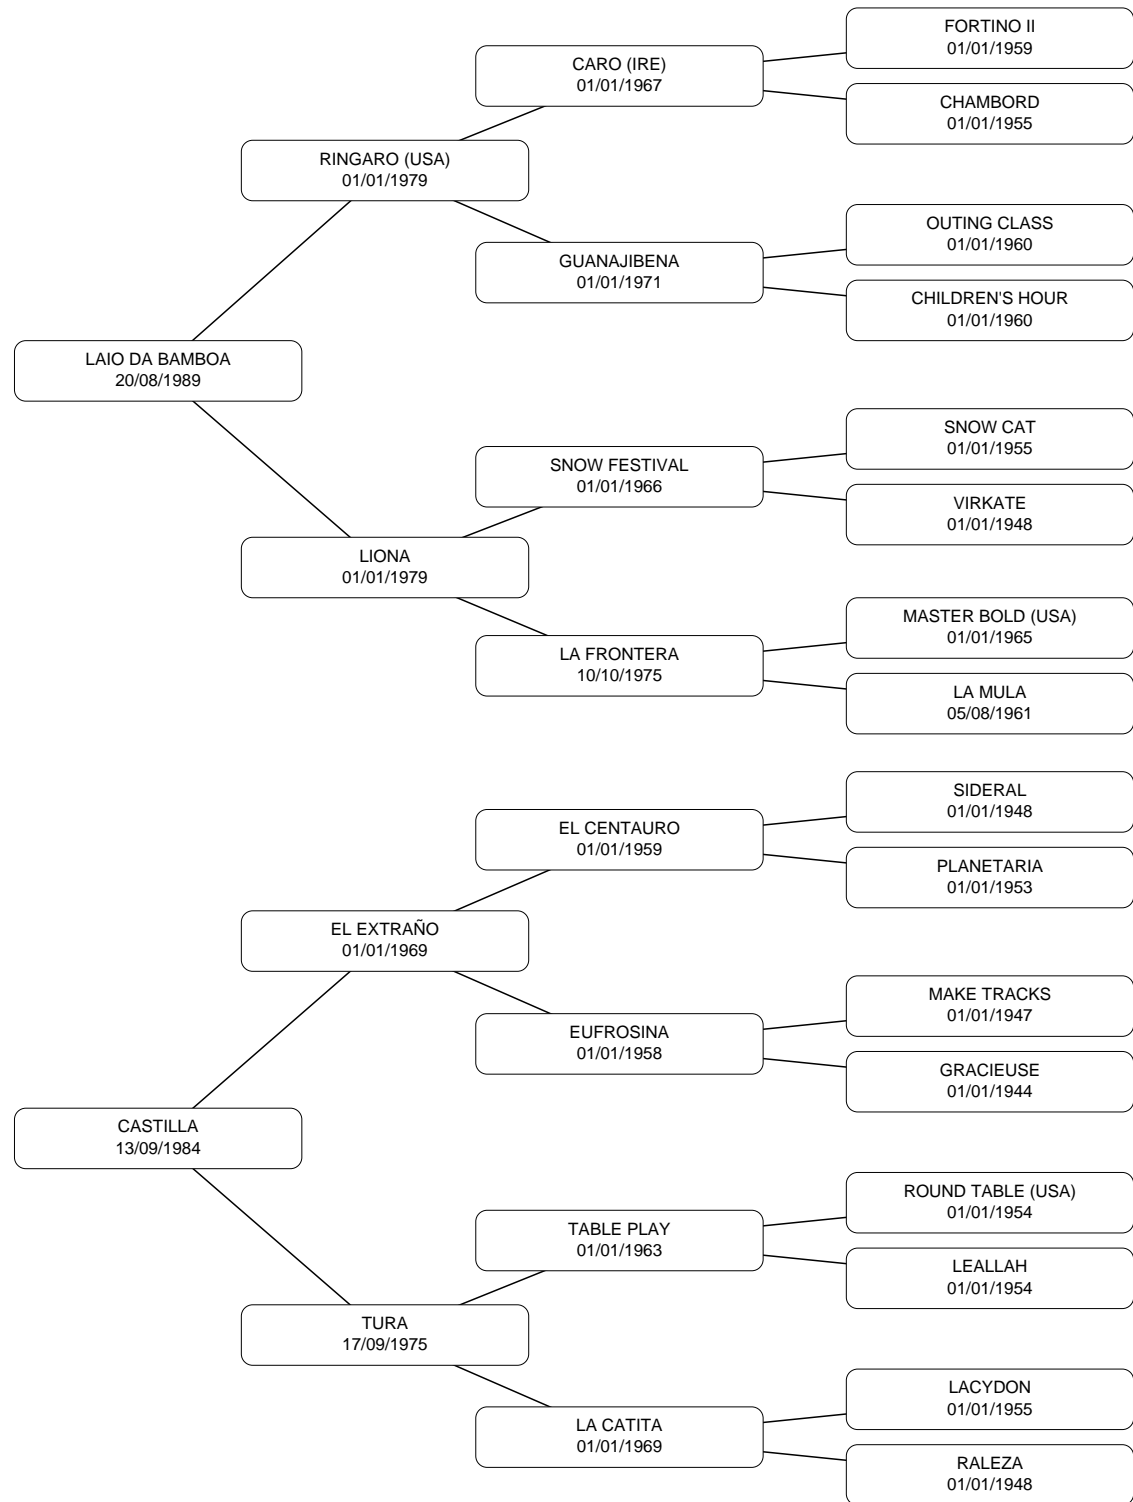 FORTINO II
01/01/1959
CARO (IRE)
01/01/1967
CHAMBORD
01/01/1955
RINGARO (USA)
01/01/1979
OUTING CLASS
01/01/1960
GUANAJIBENA
01/01/1971
CHILDREN'S HOUR
01/01/1960
LAIO DA BAMBOA
20/08/1989
SNOW CAT
01/01/1955
SNOW FESTIVAL
01/01/1966
VIRKATE
01/01/1948
LIONA
01/01/1979
MASTER BOLD (USA)
01/01/1965
LA FRONTERA
10/10/1975
LA MULA
05/08/1961
SIDERAL
01/01/1948
EL CENTAURO
01/01/1959
PLANETARIA
01/01/1953
EL EXTRAÑO
01/01/1969
MAKE TRACKS
01/01/1947
EUFROSINA
01/01/1958
GRACIEUSE
01/01/1944
CASTILLA
13/09/1984
ROUND TABLE (USA)
01/01/1954
TABLE PLAY
01/01/1963
LEALLAH
01/01/1954
TURA
17/09/1975
LACYDON
01/01/1955
LA CATITA
01/01/1969
RALEZA
01/01/1948